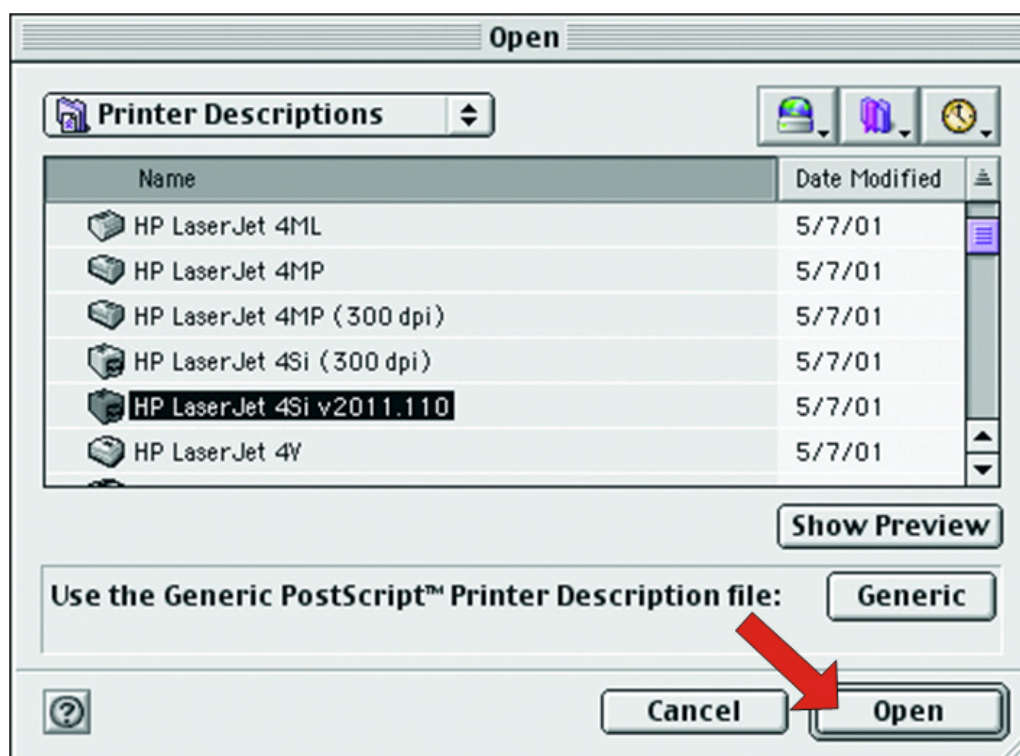 Open
Printer Descriptions
Name Date Modified
HP LaserJet 4ML 5/7/01
HP LaserJet 4MP 5/7/01
HP LaserJet 4MP (300 dpi) 5/7/01
HP LaserJet 4Si (300 dpi) 5/7/01
HP LaserJet 4Si v2011.110 5/7/01
HP LaserJet 4V 5/7/01
Show Preview
Use the Generic PostScript™ Printer Description file: Generic
? Cancel Open